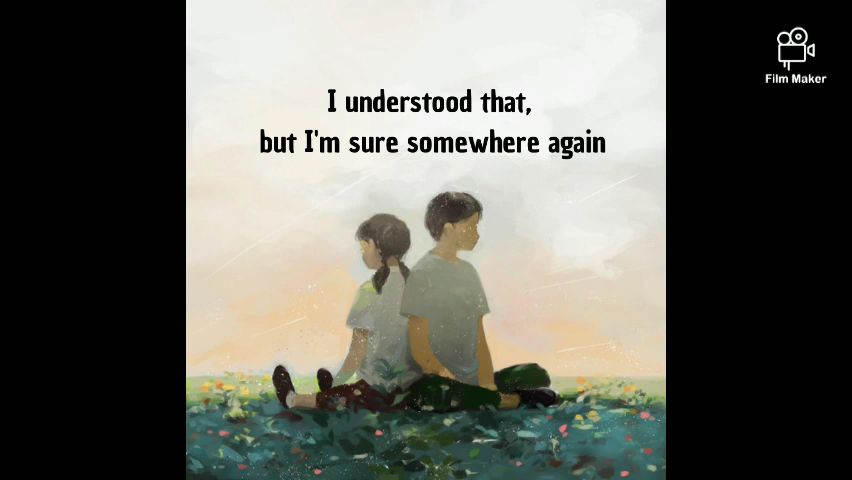 I understood that,
but I'm sure somewhere again
Film Maker